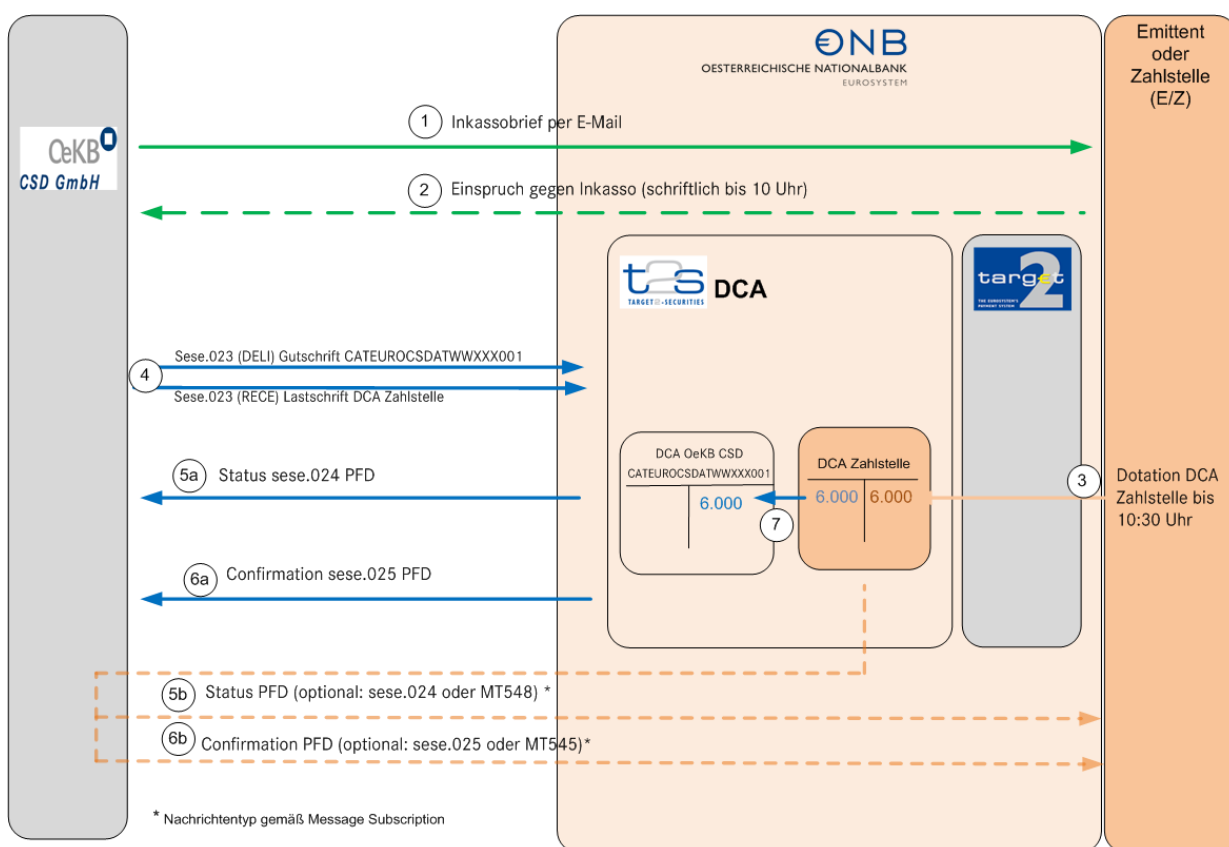 €NB
OESTERREICHISCHE NATIONALBANK
EUROSYSTEM
Emittent
oder
Zahlstelle
(E/Z)
OeKB
CSD GmbH
1 Inkassobrief per E-Mail
2 Einspruch gegen Inkasso (schriftlich bis 10 Uhr)
t2s
TARGET2-SECURITIES
DCA
target
2
THE EUROSYSTEM'S
PAYMENT SYSTEM
4
Sese.023 (DELI) Gutschrift CATEUROCSDATWWXXX001
Sese.023 (RECE) Lastschrift DCA Zahlstelle
DCA OeKB CSD
CATEUROCSDATWWXXX001
6.000
DCA Zahlstelle
6.000 6.000
7
3
Dotation DCA
Zahlstelle bis
10:30 Uhr
5a Status sese.024 PFD
6a Confirmation sese.025 PFD
5b Status PFD (optional: sese.024 oder MT548) *
6b Confirmation PFD (optional: sese.025 oder MT545)*
* Nachrichtentyp gemäß Message Subscription